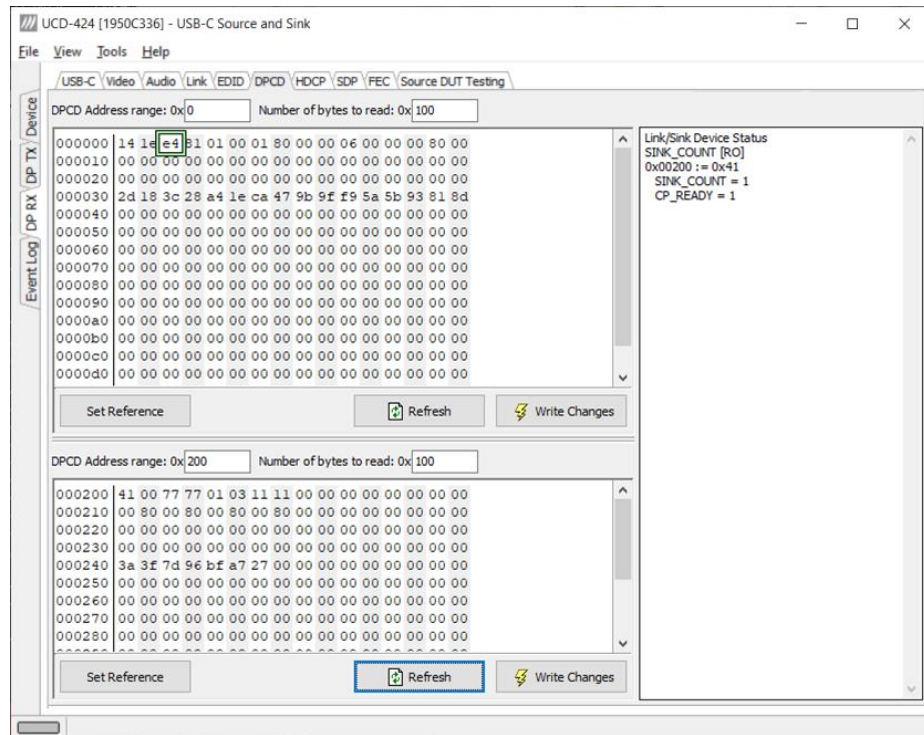 UCD-424 [1950C336] - USB-C Source and Sink
File View Tools Help
USB-C Video Audio Link EDID DPCD HDCP SDP FEC Source DUT Testing
Device
DP TX
DP RX
Event Log
DPCD Address range: 0x 0 Number of bytes to read: 0x 100
000000 14 1e e4 81 01 00 01 80 00 00 06 00 00 00 80 00
000010 00 00 00 00 00 00 00 00 00 00 00 00 00 00 00 00
000020 00 00 00 00 00 00 00 00 00 00 00 00 00 00 00 00
000030 2d 18 3c 28 a4 1e ca 47 9b 9f f9 5a 5b 93 81 8d
000040 00 00 00 00 00 00 00 00 00 00 00 00 00 00 00 00
000050 00 00 00 00 00 00 00 00 00 00 00 00 00 00 00 00
000060 00 00 00 00 00 00 00 00 00 00 00 00 00 00 00 00
000070 00 00 00 00 00 00 00 00 00 00 00 00 00 00 00 00
000080 00 00 00 00 00 00 00 00 00 00 00 00 00 00 00 00
000090 00 00 00 00 00 00 00 00 00 00 00 00 00 00 00 00
0000a0 00 00 00 00 00 00 00 00 00 00 00 00 00 00 00 00
0000b0 00 00 00 00 00 00 00 00 00 00 00 00 00 00 00 00
0000c0 00 00 00 00 00 00 00 00 00 00 00 00 00 00 00 00
0000d0 00 00 00 00 00 00 00 00 00 00 00 00 00 00 00 00
Set Reference Refresh Write Changes
DPCD Address range: 0x 200 Number of bytes to read: 0x 100
000200 41 00 77 77 01 03 11 11 00 00 00 00 00 00 00 00
000210 00 80 00 80 00 80 00 80 00 00 00 00 00 00 00 00
000220 00 00 00 00 00 00 00 00 00 00 00 00 00 00 00 00
000230 00 00 00 00 00 00 00 00 00 00 00 00 00 00 00 00
000240 3a 3f 7d 96 bf a7 27 00 00 00 00 00 00 00 00 00
000250 00 00 00 00 00 00 00 00 00 00 00 00 00 00 00 00
000260 00 00 00 00 00 00 00 00 00 00 00 00 00 00 00 00
000270 00 00 00 00 00 00 00 00 00 00 00 00 00 00 00 00
000280 00 00 00 00 00 00 00 00 00 00 00 00 00 00 00 00
Set Reference Refresh Write Changes
Link/Sink Device Status
SINK_COUNT [RO]
0x00200 := 0x41
SINK_COUNT = 1
CP_READY = 1